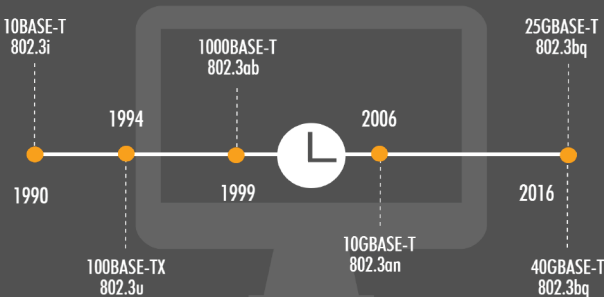 10BASE-T
802.3i
1990
1994
100BASE-TX
802.3u
1000BASE-T
802.3ab
1999
2006
10GBASE-T
802.3an
25GBASE-T
802.3bq
2016
40GBASE-T
802.3bq